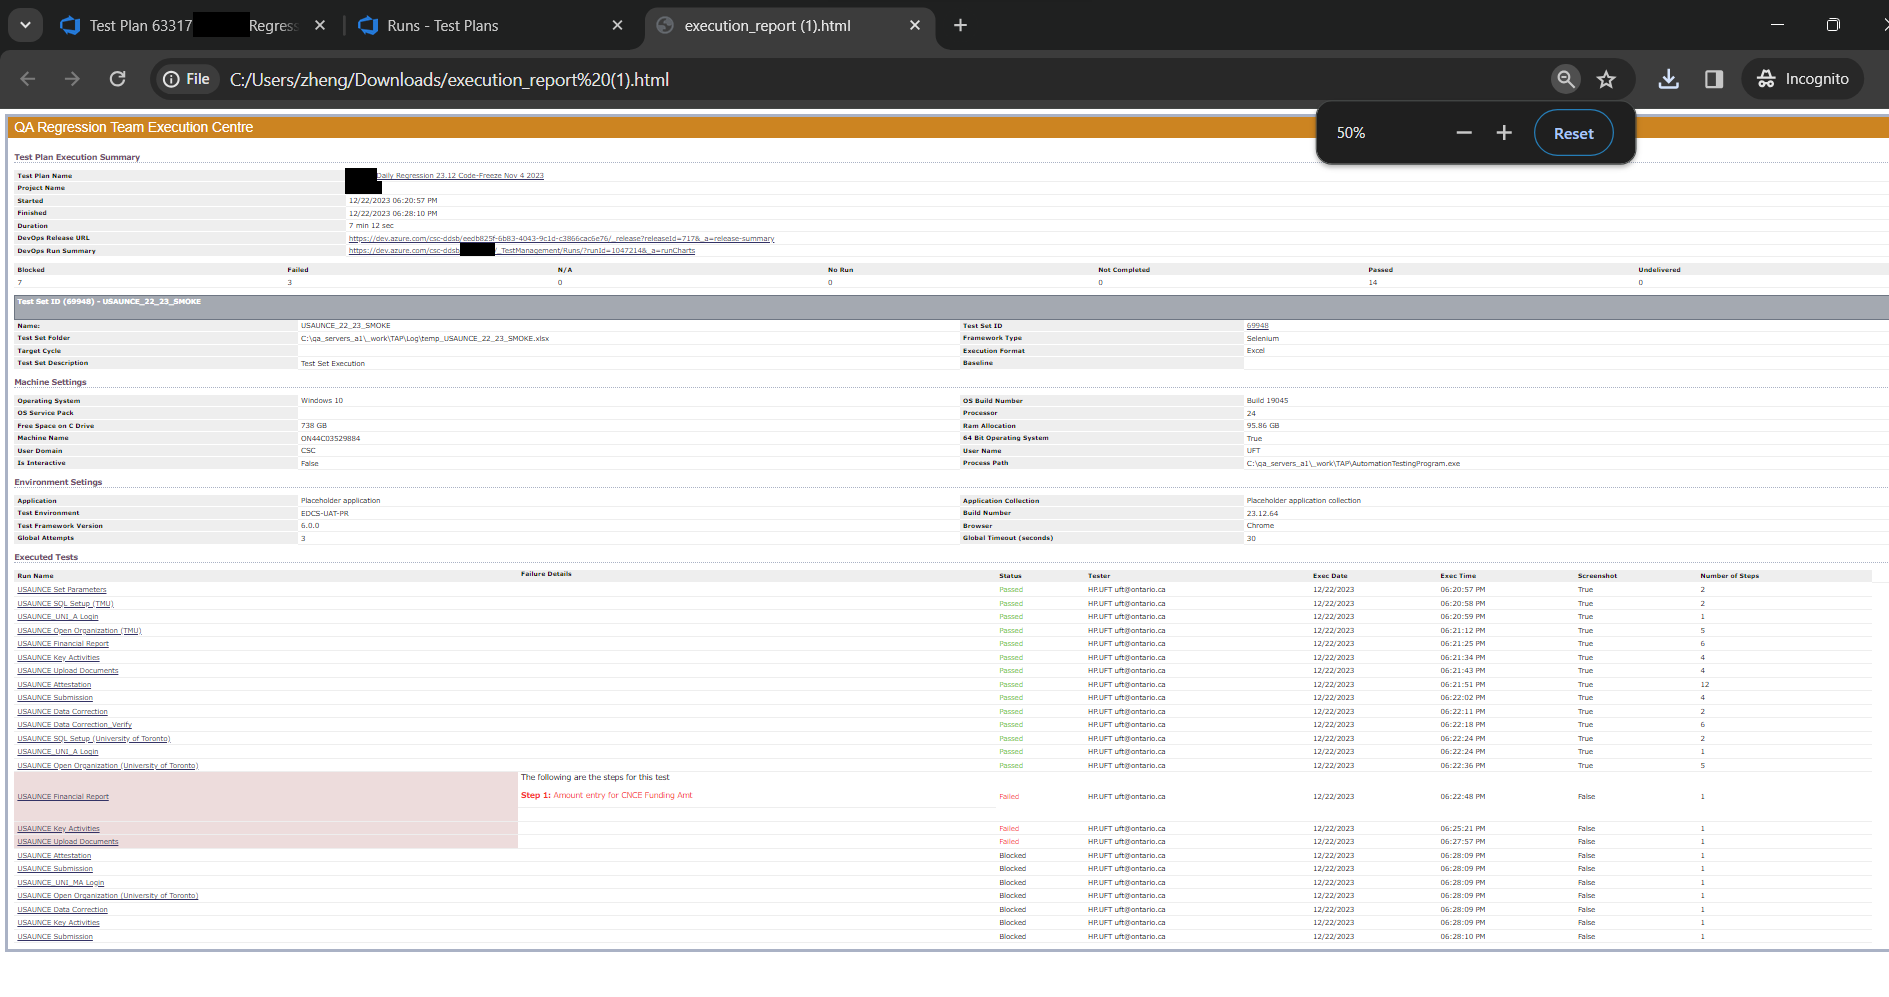 Test Plan 63317 Regress
Runs - Test Plans
execution_report (1).html
File
C:/Users/zheng/Downloads/execution_report%20(1).html
Incognito
50%
Reset
QA Regression Team Execution Centre
Test Plan Execution Summary
Test Plan Name Daily Regression 23.12 Code-Freeze Nov 4 2023
Project Name
Started 12/22/2023 06:20:57 PM
Finished 12/22/2023 06:28:10 PM
Duration 7 min 12 sec
DevOps Release URL https://dev.azure.com/csc-ddsb/eedb825f-6b83-4043-9c1d-c3866cac6e76/_release?releaseId=717&_a=release-summary
DevOps Run Summary https://dev.azure.com/csc-ddsb /_TestManagement/Runs/?runId=1047214&_a=runCharts
Blocked Failed N/A No Run Not Completed Passed Undelivered
7 3 0 0 0 14 0
Test Set ID (69948) - USAUNCE_22_23_SMOKE
Name: USAUNCE_22_23_SMOKE Test Set ID 69948
Test Set Folder C:\qa_servers_a1\_work\TAP\Log\temp_USAUNCE_22_23_SMOKE.xlsx Framework Type Selenium
Target Cycle Execution Format Excel
Test Set Description Test Set Execution Baseline
Machine Settings
Operating System Windows 10 OS Build Number Build 19045
OS Service Pack Processor 24
Free Space on C Drive 738 GB Ram Allocation 95.86 GB
Machine Name ON44C03529884 64 Bit Operating System True
User Domain CSC User Name UFT
Is Interactive False Process Path C:\qa_servers_a1\_work\TAP\AutomationTestingProgram.exe
Environment Setings
Application Placeholder application Application Collection Placeholder application collection
Test Environment EDCS-UAT-PR Build Number 23.12.64
Test Framework Version 6.0.0 Browser Chrome
Global Attempts 3 Global Timeout (seconds) 30
Executed Tests
Run Name Failure Details Status Tester Exec Date Exec Time Screenshot Number of Steps
USAUNCE Set Parameters Passed HP.UFT uft@ontario.ca 12/22/2023 06:20:57 PM True 2
USAUNCE SQL Setup (TMU) Passed HP.UFT uft@ontario.ca 12/22/2023 06:20:58 PM True 2
USAUNCE_UNI_A Login Passed HP.UFT uft@ontario.ca 12/22/2023 06:20:59 PM True 1
USAUNCE Open Organization (TMU) Passed HP.UFT uft@ontario.ca 12/22/2023 06:21:12 PM True 5
USAUNCE Financial Report Passed HP.UFT uft@ontario.ca 12/22/2023 06:21:25 PM True 6
USAUNCE Key Activities Passed HP.UFT uft@ontario.ca 12/22/2023 06:21:34 PM True 4
USAUNCE Upload Documents Passed HP.UFT uft@ontario.ca 12/22/2023 06:21:43 PM True 4
USAUNCE Attestation Passed HP.UFT uft@ontario.ca 12/22/2023 06:21:51 PM True 12
USAUNCE Submission Passed HP.UFT uft@ontario.ca 12/22/2023 06:22:02 PM True 4
USAUNCE Data Correction Passed HP.UFT uft@ontario.ca 12/22/2023 06:22:11 PM True 2
USAUNCE Data Correction_Verify Passed HP.UFT uft@ontario.ca 12/22/2023 06:22:18 PM True 6
USAUNCE SQL Setup (University of Toronto) Passed HP.UFT uft@ontario.ca 12/22/2023 06:22:24 PM True 2
USAUNCE_UNI_A Login Passed HP.UFT uft@ontario.ca 12/22/2023 06:22:24 PM True 1
USAUNCE Open Organization (University of Toronto) Passed HP.UFT uft@ontario.ca 12/22/2023 06:22:36 PM True 5
The following are the steps for this test
Step 1: Amount entry for CNCE Funding Amt
USAUNCE Financial Report Failed HP.UFT uft@ontario.ca 12/22/2023 06:22:48 PM False 1
USAUNCE Key Activities Failed HP.UFT uft@ontario.ca 12/22/2023 06:25:21 PM False 1
USAUNCE Upload Documents Failed HP.UFT uft@ontario.ca 12/22/2023 06:27:57 PM False 1
USAUNCE Attestation Blocked HP.UFT uft@ontario.ca 12/22/2023 06:28:09 PM False 1
USAUNCE Submission Blocked HP.UFT uft@ontario.ca 12/22/2023 06:28:09 PM False 1
USAUNCE_UNI_MA Login Blocked HP.UFT uft@ontario.ca 12/22/2023 06:28:09 PM False 1
USAUNCE Open Organization (University of Toronto) Blocked HP.UFT uft@ontario.ca 12/22/2023 06:28:09 PM False 1
USAUNCE Data Correction Blocked HP.UFT uft@ontario.ca 12/22/2023 06:28:09 PM False 1
USAUNCE Key Activities Blocked HP.UFT uft@ontario.ca 12/22/2023 06:28:09 PM False 1
USAUNCE Submission Blocked HP.UFT uft@ontario.ca 12/22/2023 06:28:10 PM False 1